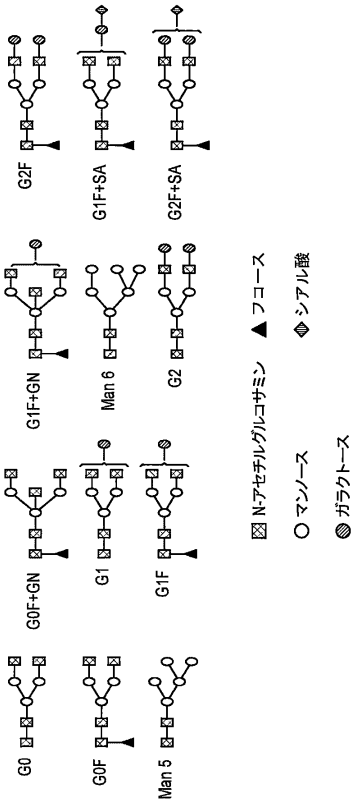 G0
G0F+GN
G1F+GN
G2F
G0F
G1
Man 6
G1F+SA
Man 5
G1F
G2
G2F+SA
N-アセチルグルコサミン
フコース
マンノース
シアル酸
ガラクトース